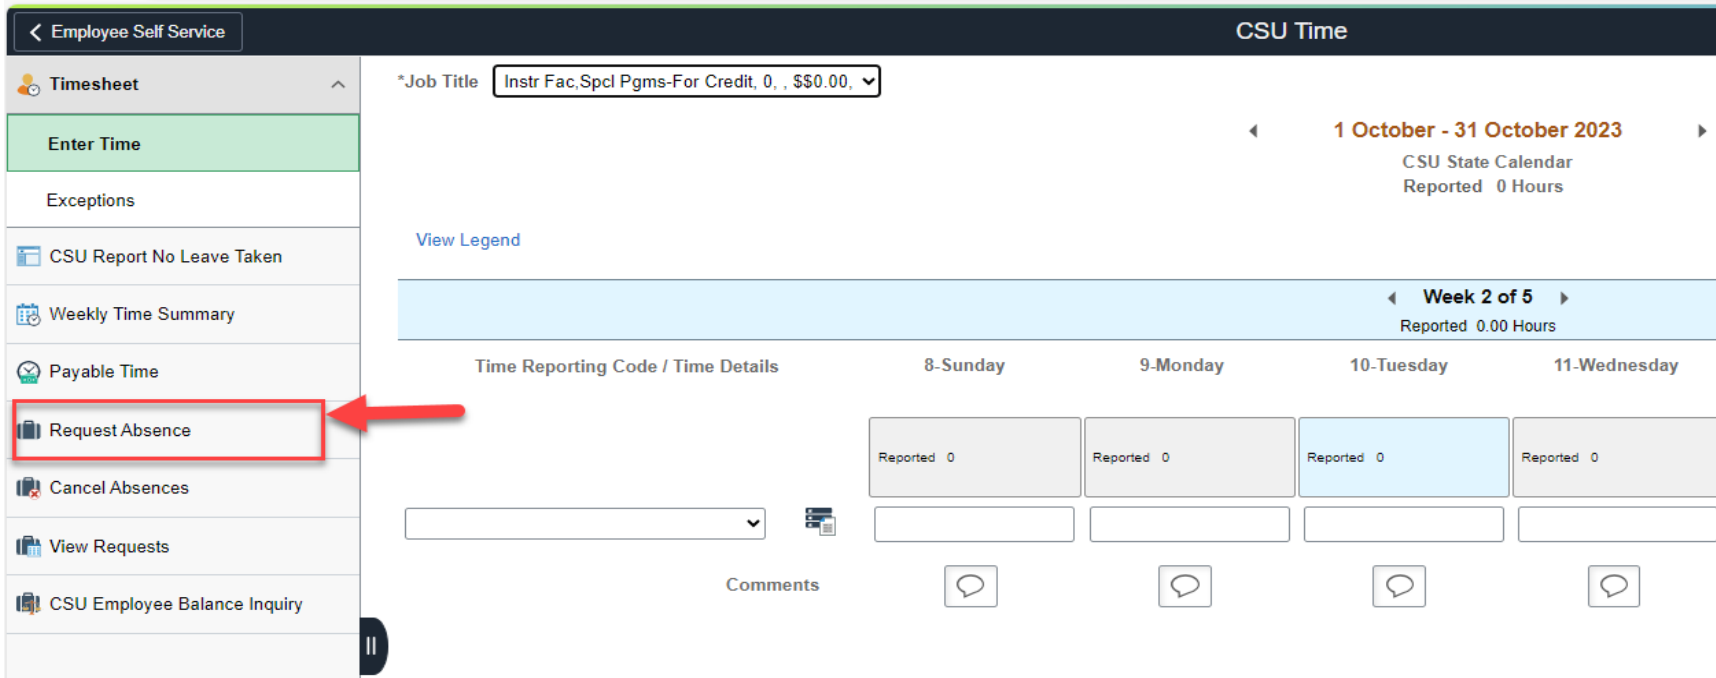 Employee Self Service
CSU Time
Timesheet
Enter Time
Exceptions
CSU Report No Leave Taken
Weekly Time Summary
Payable Time
Request Absence
Cancel Absences
View Requests
CSU Employee Balance Inquiry
*Job Title Instr Fac,Spcl Pgms-For Credit, 0, , $$0.00,
1 October - 31 October 2023
CSU State Calendar
Reported 0 Hours
View Legend
Week 2 of 5
Reported 0.00 Hours
Time Reporting Code / Time Details 8-Sunday 9-Monday 10-Tuesday 11-Wednesday
Reported 0 Reported 0 Reported 0 Reported 0
Comments